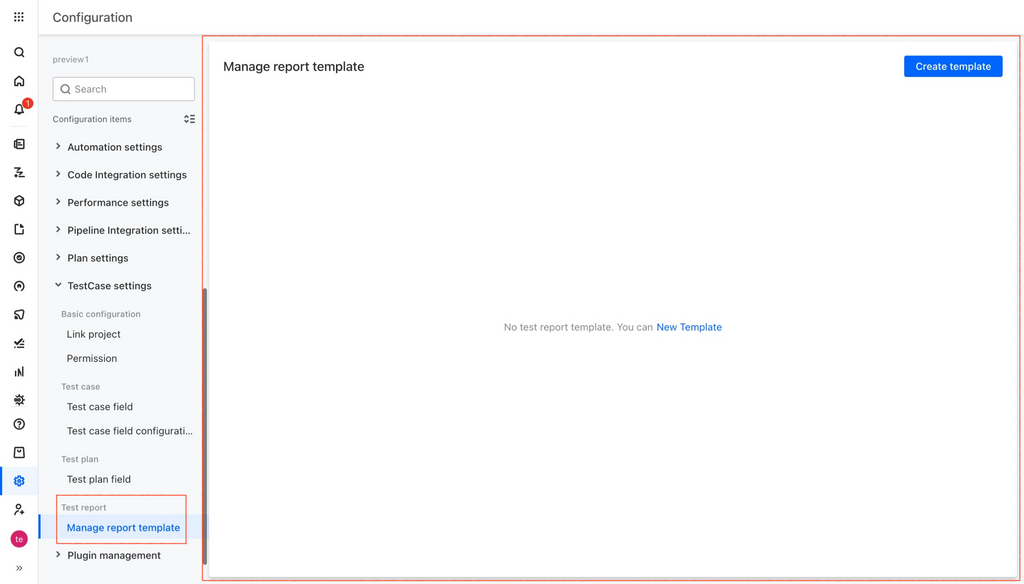 Configuration
preview1
Search
1
Configuration items
Automation settings
Code Integration settings
Performance settings
Pipeline Integration setti...
Plan settings
TestCase settings
Basic configuration
Link project
Permission
Test case
Test case field
Test case field configurati...
Test plan
Test plan field
Test report
Manage report template
Plugin management
te
Manage report template
Create template
No test report template. You can New Template